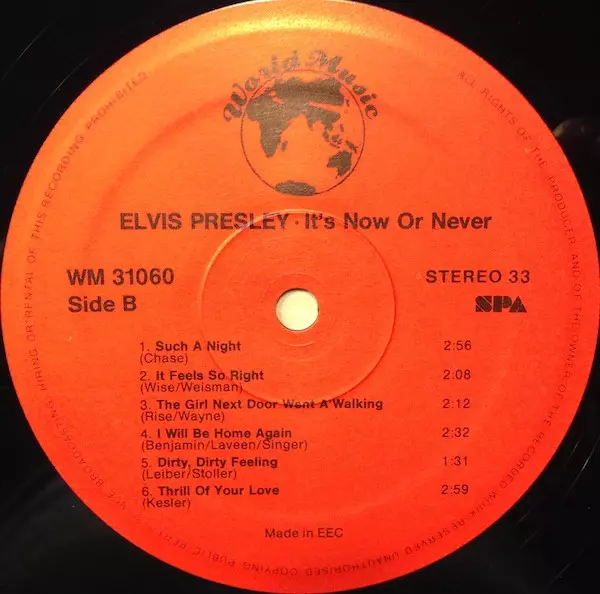 World Music
ELVIS PRESLEY · It's Now Or Never
WM 31060
STEREO 33
Side B
SPA
1. Such A Night 2:56
(Chase)
2. It Feels So Right 2:08
(Wise/Weisman)
3. The Girl Next Door Went A Walking 2:12
(Rise/Wayne)
4. I Will Be Home Again 2:32
(Benjamin/Laveen/Singer)
5. Dirty, Dirty Feeling 1:31
(Leiber/Stoller)
6. Thrill Of Your Love 2:59
(Kesler)
Made in EEC
ALL RIGHTS OF THE PRODUCER AND OF THE OWNER OF THE RECORDED WORK RESERVED UNAUTHORISED COPYING PUBLIC BROADCASTING HIRING OR RENTAL OF THIS RECORDING PROHIBITED